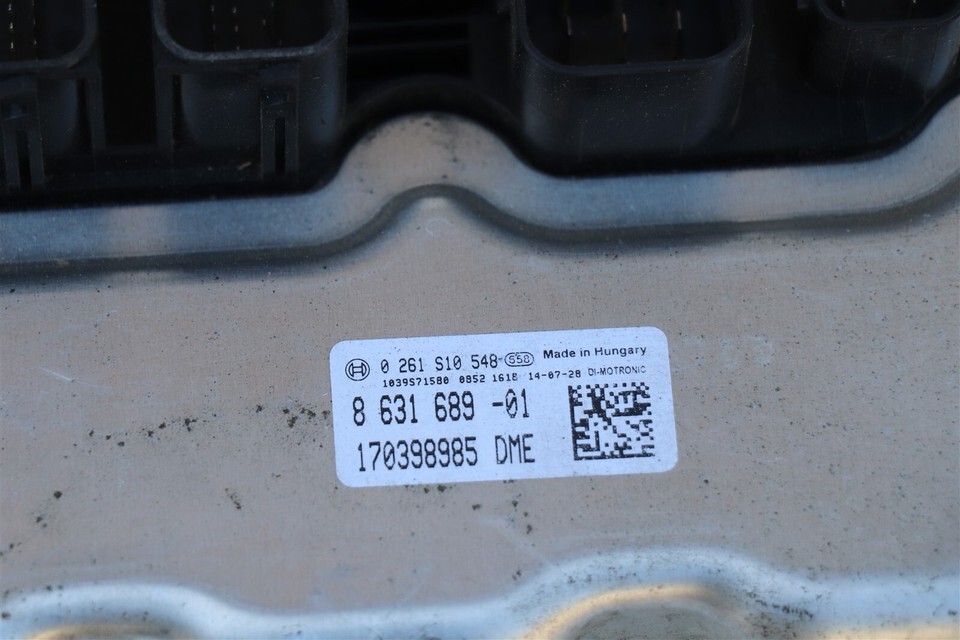 0 261 S10 548- 558 Made in Hungary
1039S71580 0852 1618 14-07-28 DI-MOTRONIC
8 631 689 -01
170398985 DME